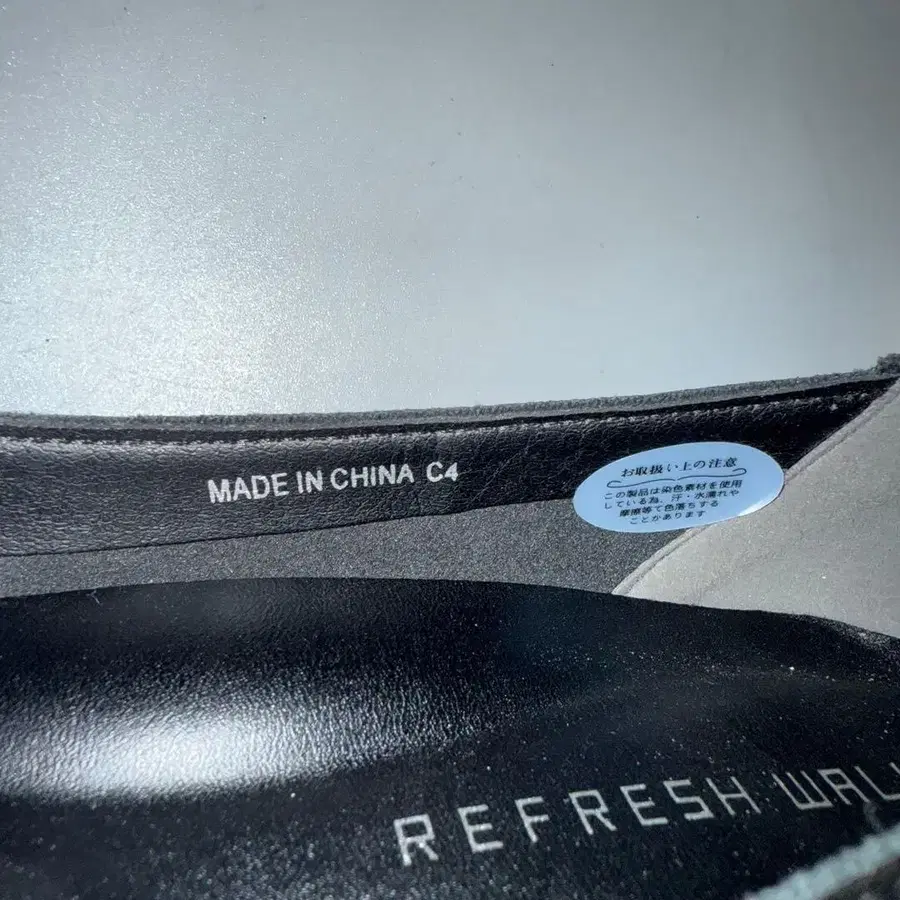 MADE IN CHINA C4
お取扱い上の注意
この製品は染色素材を使用
している為、汗・水濡れや
摩擦等で色落ちする
ことがあります
REFRESH WAL